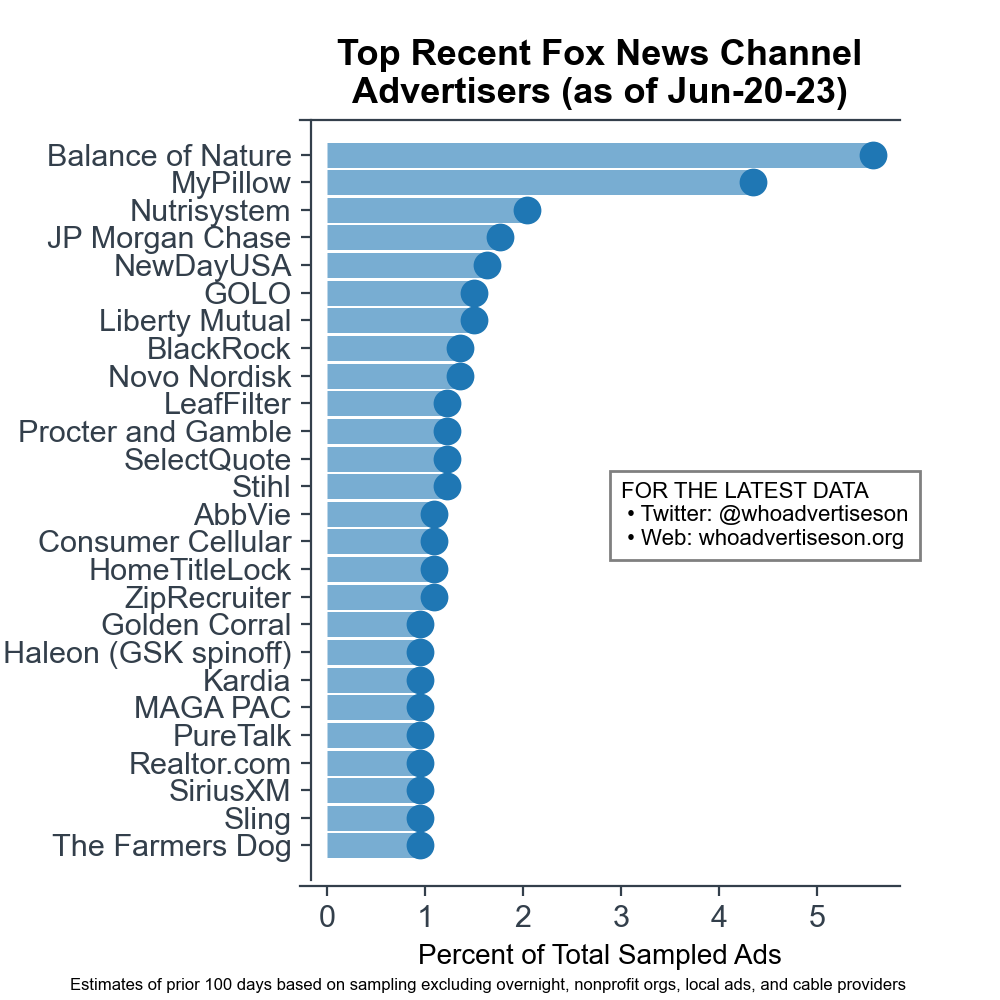 Top Recent Fox News Channel
Advertisers (as of Jun-20-23)
Balance of Nature
MyPillow
Nutrisystem
JP Morgan Chase
NewDayUSA
GOLO
Liberty Mutual
BlackRock
Novo Nordisk
LeafFilter
Procter and Gamble
SelectQuote
Stihl
AbbVie
Consumer Cellular
HomeTitleLock
ZipRecruiter
Golden Corral
Haleon (GSK spinoff)
Kardia
MAGA PAC
PureTalk
Realtor.com
SiriusXM
Sling
The Farmers Dog
FOR THE LATEST DATA
• Twitter: @whoadvertiseson
• Web: whoadvertiseson.org
0 1 2 3 4 5
Percent of Total Sampled Ads
Estimates of prior 100 days based on sampling excluding overnight, nonprofit orgs, local ads, and cable providers